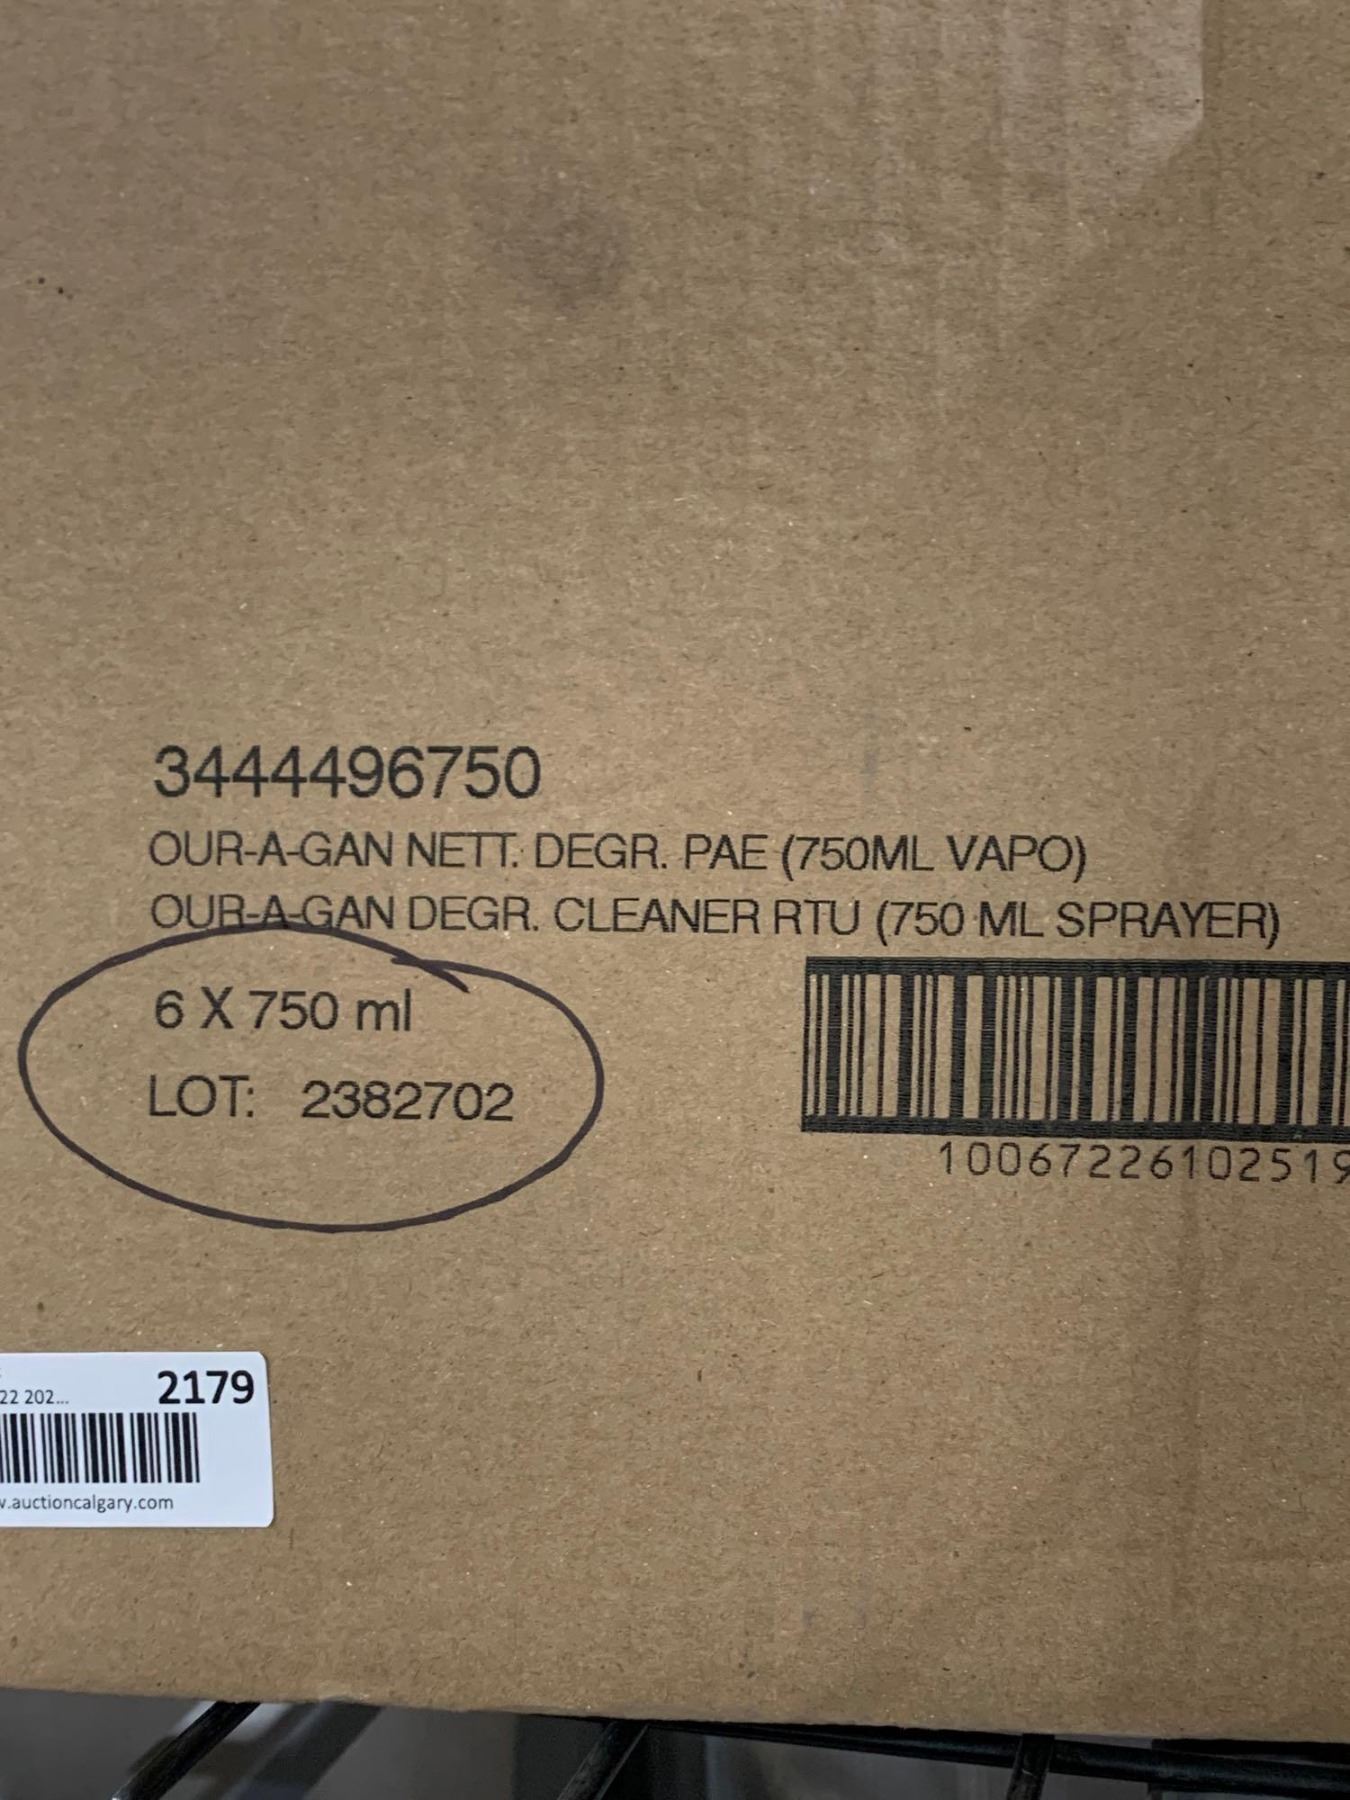 3444496750
OUR-A-GAN NETT. DEGR. PAE (750ML VAPO)
OUR-A-GAN DEGR. CLEANER RTU (750 ML SPRAYER)
6 X 750 ml
LOT: 2382702
10067226102519
22 202... 2179
w.auctioncalgary.com